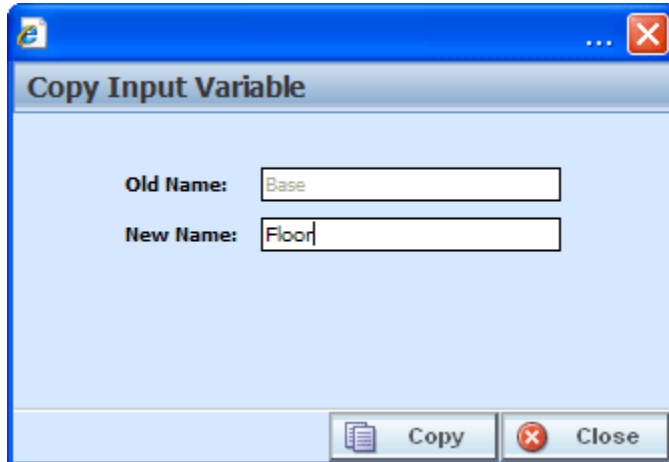 ...
Copy Input Variable
Old Name: Base
New Name: Floor
Copy Close